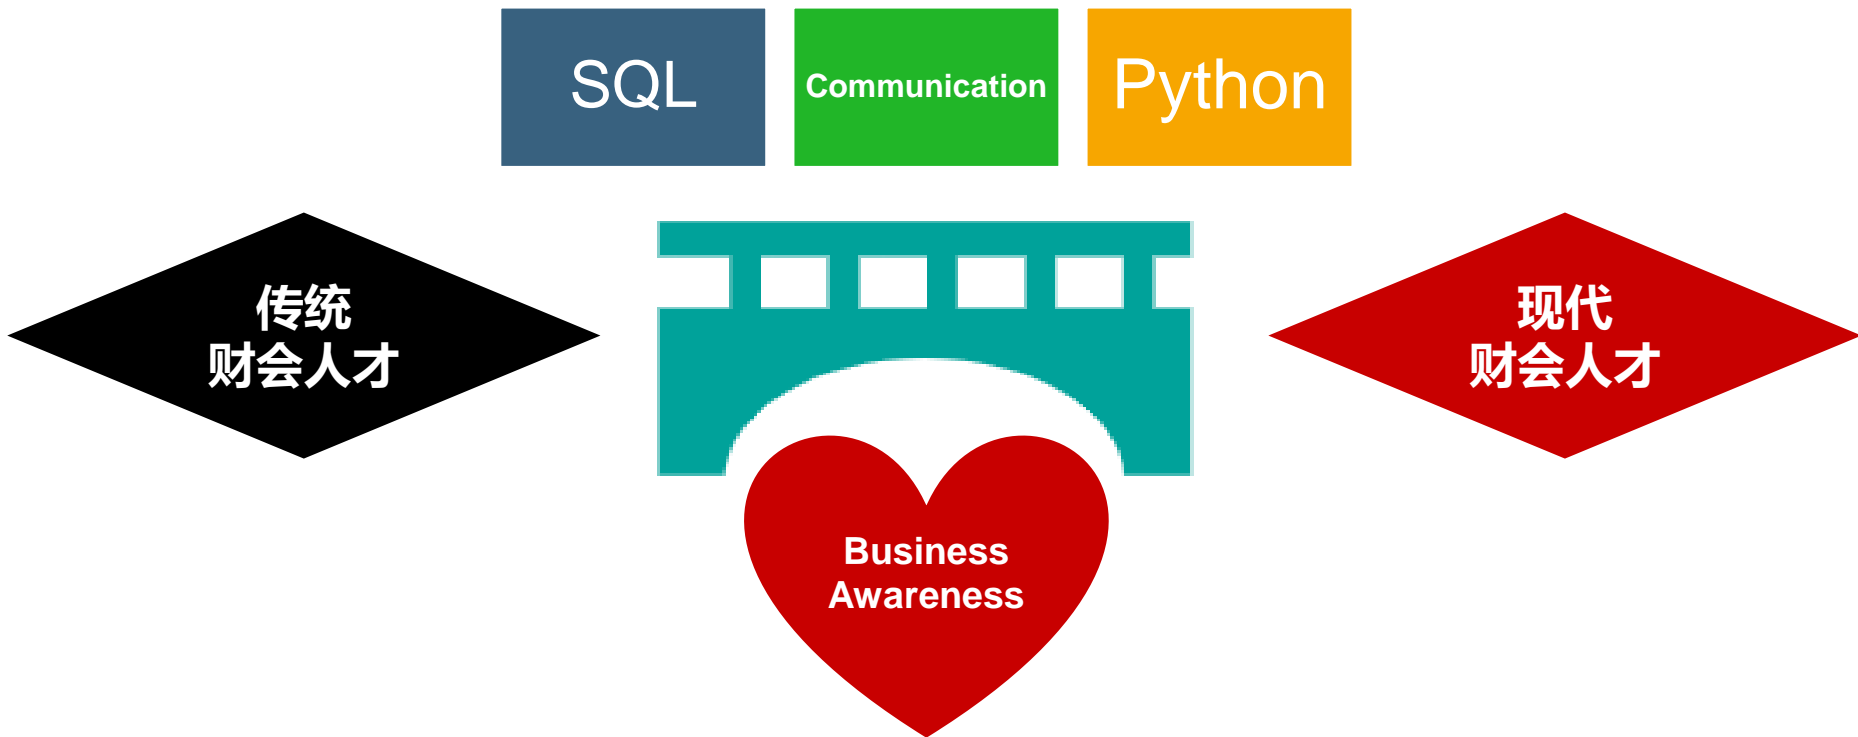 SQL
Communication
Python
传统
财会人才
现代
财会人才
Business
Awareness